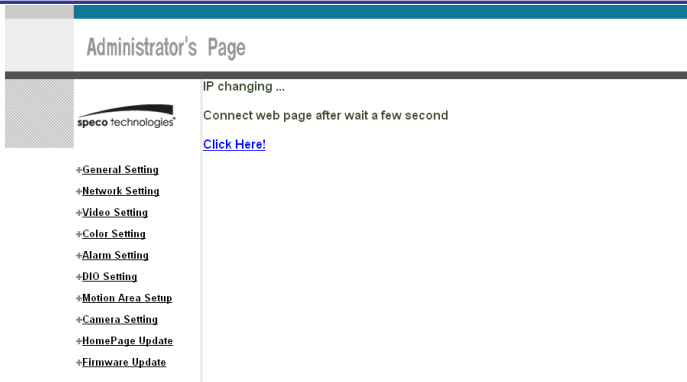 Administrator's Page
IP changing ...
Connect web page after wait a few second
Click Here!
speco technologies
General Setting
Network Setting
Video Setting
Color Setting
Alarm Setting
DIO Setting
Motion Area Setup
Camera Setting
HomePage Update
Firmware Update